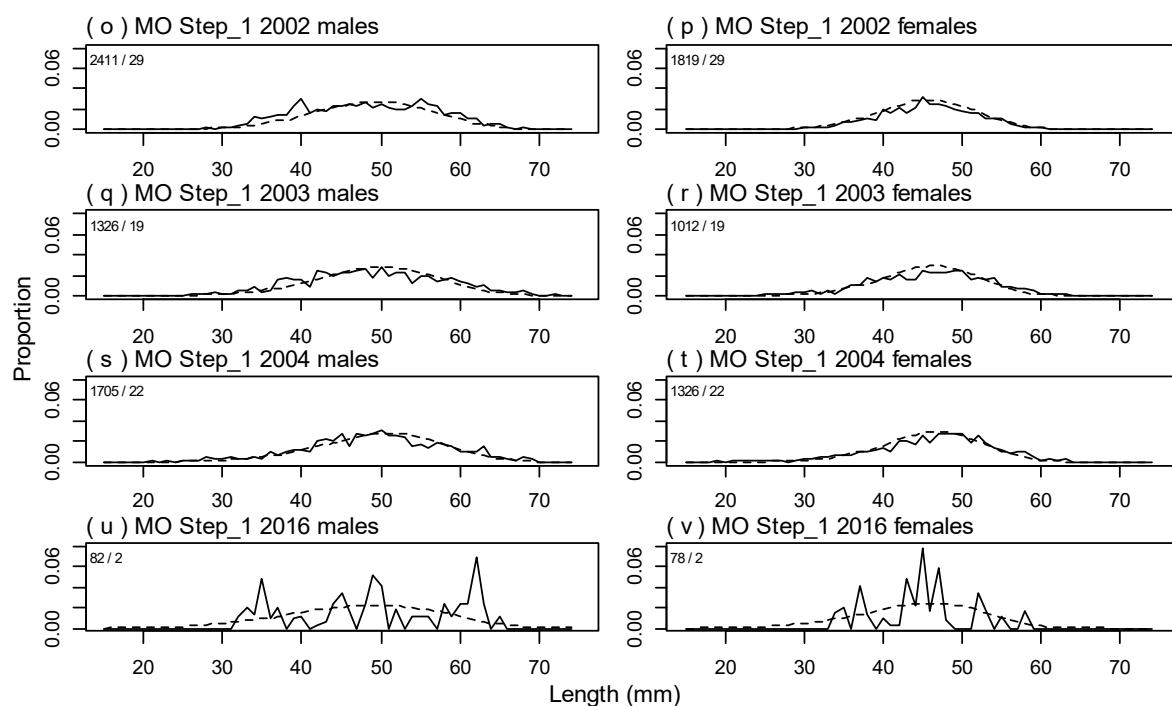 ( o ) MO Step_1 2002 males
2411 / 29
0.00 0.06
20 30 40 50 60 70
( p ) MO Step_1 2002 females
1819 / 29
0.00 0.06
20 30 40 50 60 70
( q ) MO Step_1 2003 males
1326 / 19
0.00 0.06
20 30 40 50 60 70
( r ) MO Step_1 2003 females
1012 / 19
0.00 0.06
20 30 40 50 60 70
( s ) MO Step_1 2004 males
1705 / 22
0.00 0.06
20 30 40 50 60 70
( t ) MO Step_1 2004 females
1326 / 22
0.00 0.06
20 30 40 50 60 70
( u ) MO Step_1 2016 males
82 / 2
0.00 0.06
20 30 40 50 60 70
( v ) MO Step_1 2016 females
78 / 2
0.00 0.06
20 30 40 50 60 70
Proportion
Length (mm)